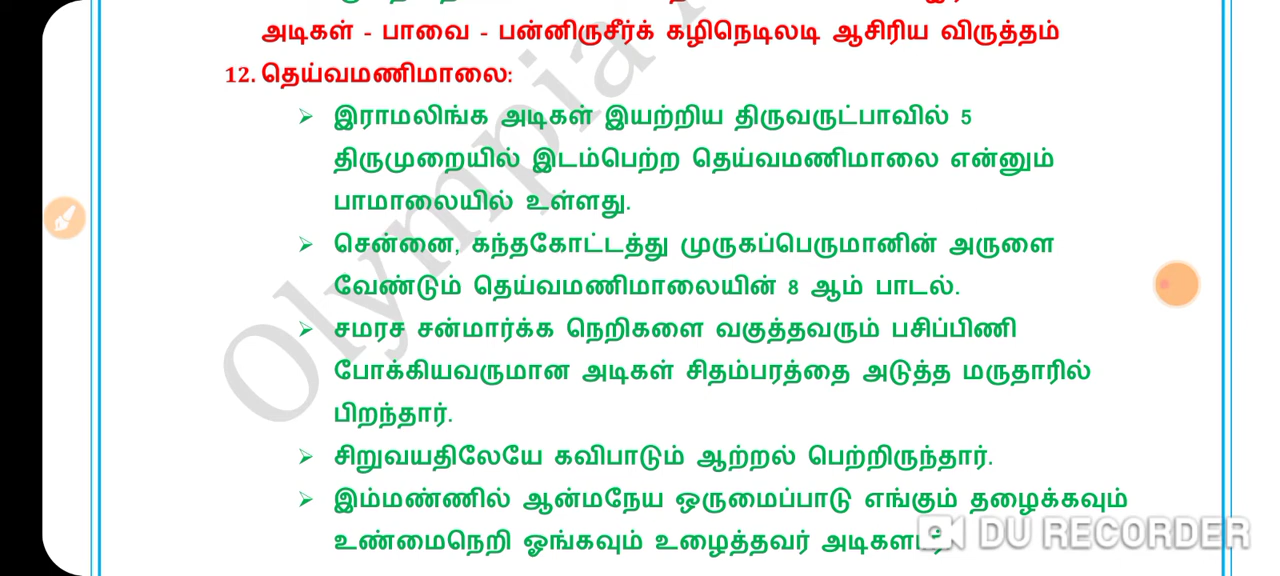 அடிகள் - பாவை - பன்னிருசீர்க் கழிநெடிலடி ஆசிரிய விருத்தம்
12. தெய்வமணிமாலை:
➢ இராமலிங்க அடிகள் இயற்றிய திருவருட்பாவில் 5
திருமுறையில் இடம்பெற்ற தெய்வமணிமாலை என்னும்
பாமாலையில் உள்ளது.
➢ சென்னை, கந்தகோட்டத்து முருகப்பெருமானின் அருளை
வேண்டும் தெய்வமணிமாலையின் 8 ஆம் பாடல்.
➢ சமரச சன்மார்க்க நெறிகளை வகுத்தவரும் பசிப்பிணி
போக்கியவருமான அடிகள் சிதம்பரத்தை அடுத்த மருதாரில்
பிறந்தார்.
➢ சிறுவயதிலேயே கவிபாடும் ஆற்றல் பெற்றிருந்தார்.
➢ இம்மண்ணில் ஆன்மநேய ஒருமைப்பாடு எங்கும் தழைக்கவும்
உண்மைநெறி ஓங்கவும் உழைத்தவர்
Olympia
DU RECORDER